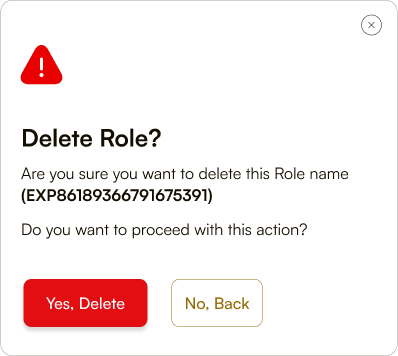 Delete Role?
Are you sure you want to delete this Role name
(EXP86189366791675391)
Do you want to proceed with this action?
Yes, Delete
No, Back